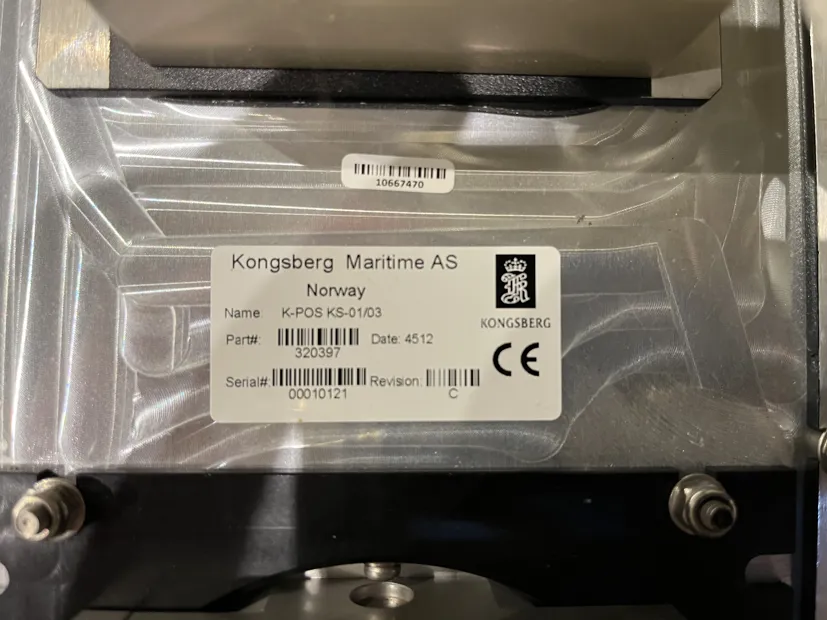 10667470
Kongsberg Maritime AS
Norway
Name K-POS KS-01/03
Part#: 320397 Date: 4512
Serial#: 00010121 Revision: C
KONGSBERG
CE